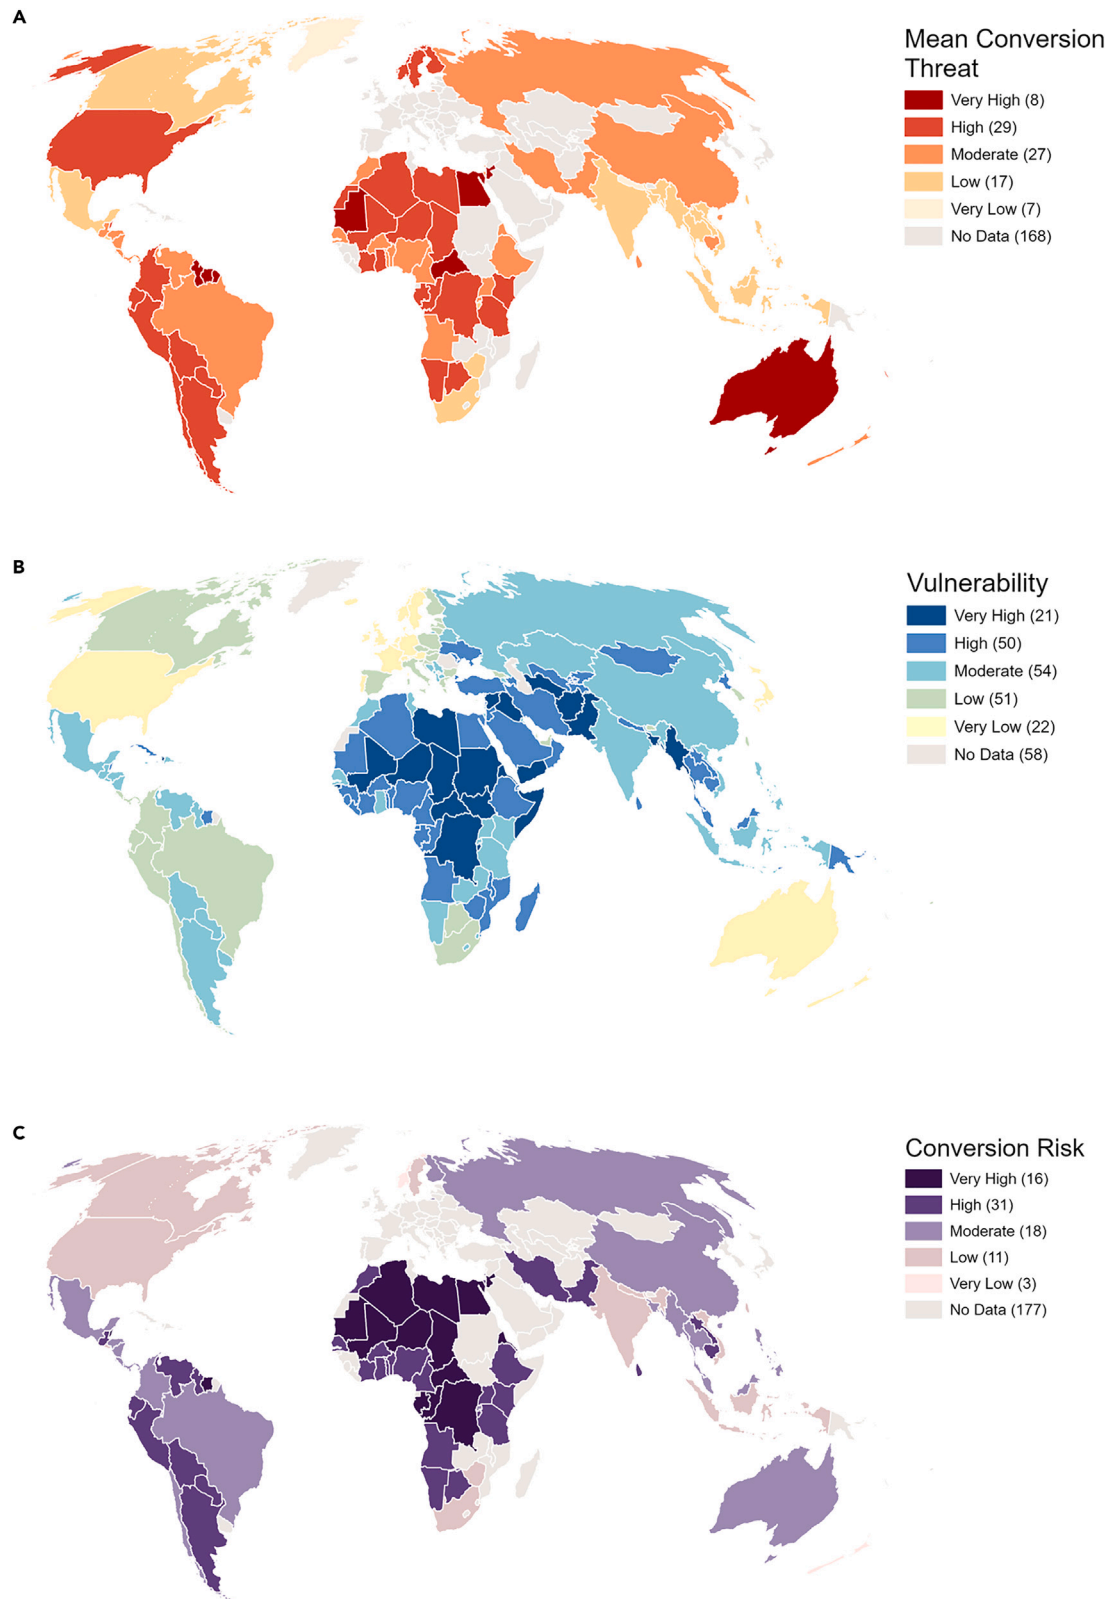 A
Mean Conversion
Threat
Very High (8)
High (29)
Moderate (27)
Low (17)
Very Low (7)
No Data (168)
B
Vulnerability
Very High (21)
High (50)
Moderate (54)
Low (51)
Very Low (22)
No Data (58)
C
Conversion Risk
Very High (16)
High (31)
Moderate (18)
Low (11)
Very Low (3)
No Data (177)